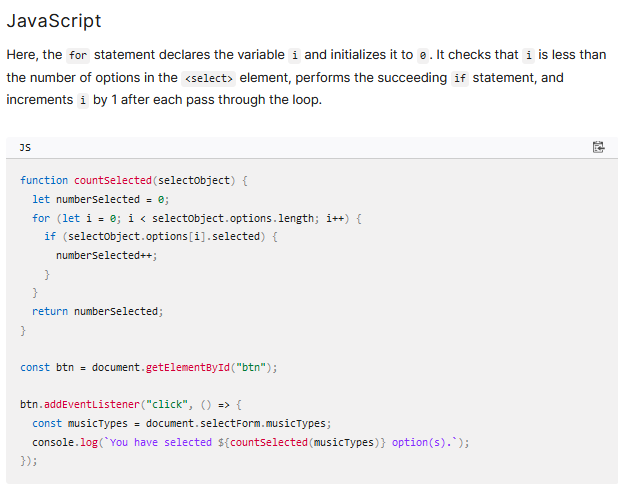 JavaScript
Here, the for statement declares the variable i and initializes it to 0. It checks that i is less than
the number of options in the <select> element, performs the succeeding if statement, and
increments i by 1 after each pass through the loop.
JS
function countSelected(selectObject) {
  let numberSelected = 0;
  for (let i = 0; i < selectObject.options.length; i++) {
    if (selectObject.options[i].selected) {
      numberSelected++;
    }
  }
  return numberSelected;
}
const btn = document.getElementById("btn");
btn.addEventListener("click", () => {
  const musicTypes = document.selectForm.musicTypes;
  console.log(`You have selected ${countSelected(musicTypes)} option(s).`);
});